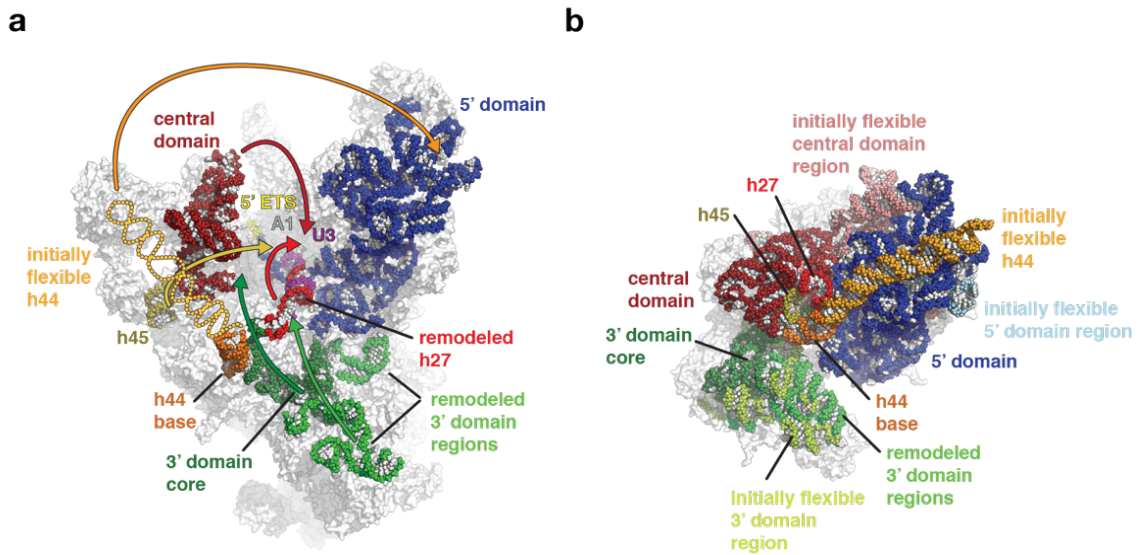 a
5' domain
central
domain
5' ETS
A1
U3
initially
flexible
h44
h45
remodeled
h27
h44
base
remodeled
3' domain
regions
3' domain
core
b
initially flexible
central domain
region
h27
h45
initially
flexible
h44
central
domain
initially flexible
5' domain region
3' domain
core
5' domain
h44
base
remodeled
3' domain
regions
initially flexible
3' domain
region